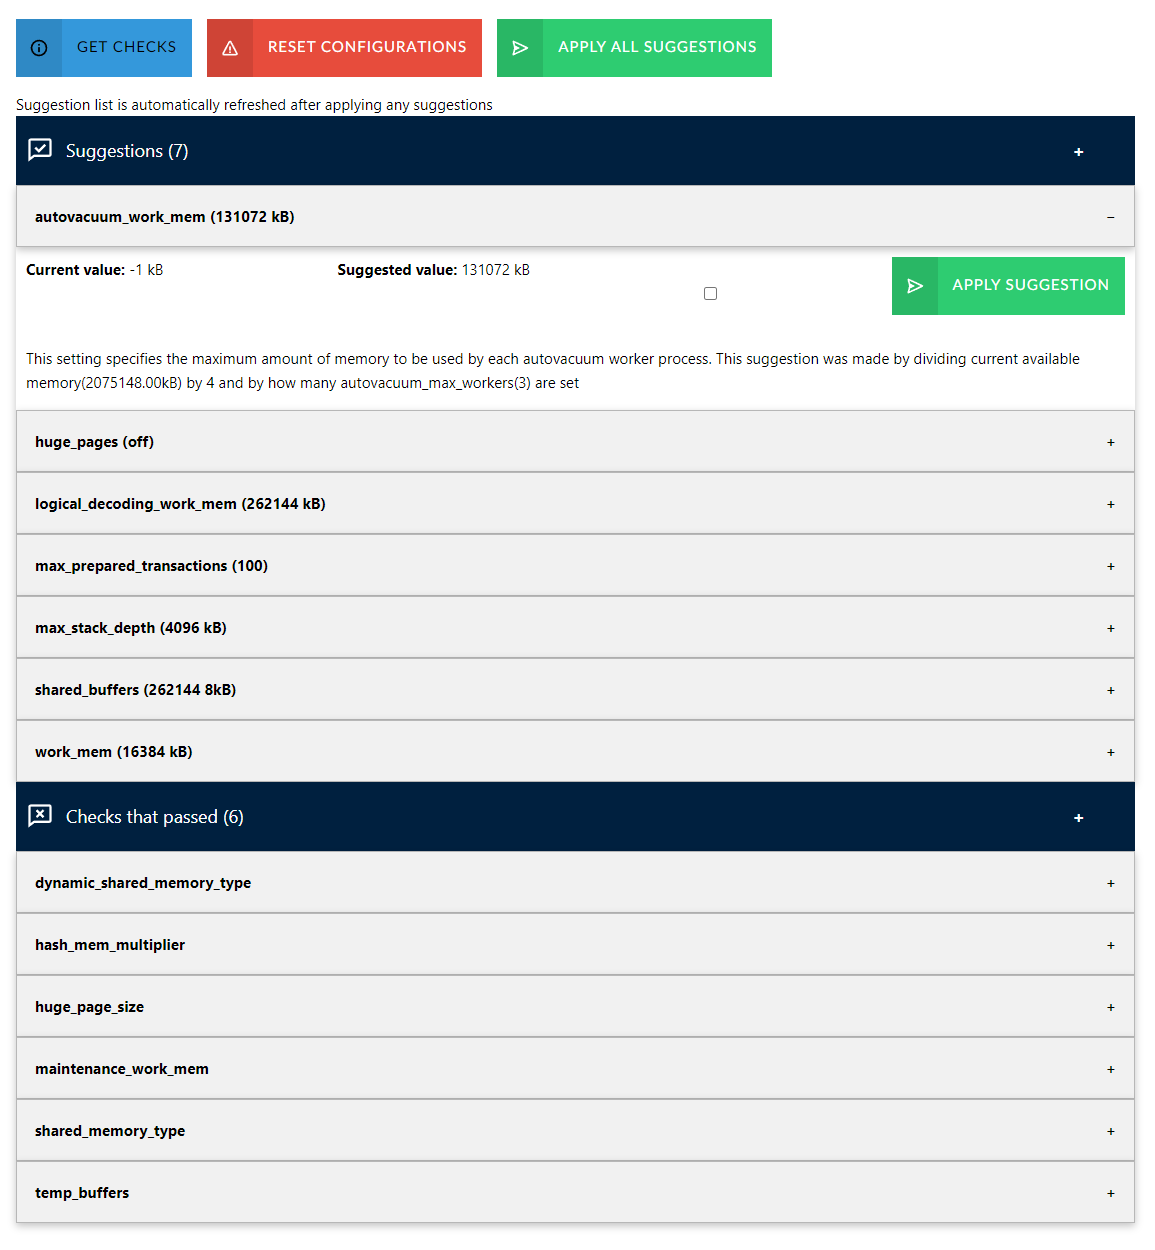 GET CHECKS
RESET CONFIGURATIONS
APPLY ALL SUGGESTIONS
Suggestion list is automatically refreshed after applying any suggestions
Suggestions (7)
+
autovacuum_work_mem (131072 kB)
−
Current value: -1 kB
Suggested value: 131072 kB
APPLY SUGGESTION
This setting specifies the maximum amount of memory to be used by each autovacuum worker process. This suggestion was made by dividing current available
memory(2075148.00kB) by 4 and by how many autovacuum_max_workers(3) are set
huge_pages (off)
+
logical_decoding_work_mem (262144 kB)
+
max_prepared_transactions (100)
+
max_stack_depth (4096 kB)
+
shared_buffers (262144 8kB)
+
work_mem (16384 kB)
+
Checks that passed (6)
+
dynamic_shared_memory_type
+
hash_mem_multiplier
+
huge_page_size
+
maintenance_work_mem
+
shared_memory_type
+
temp_buffers
+